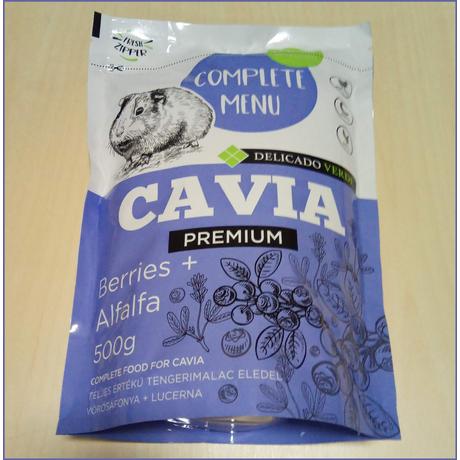 FRESH
ZIPPER
COMPLETE
MENU
DELICADO VERDE
CAVIA
PREMIUM
Berries +
Alfalfa
500g
COMPLETE FOOD FOR CAVIA
TELJES ÉRTÉKŰ TENGERIMALAC ELEDEL
VÖRÖSÁFONYA + LUCERNA